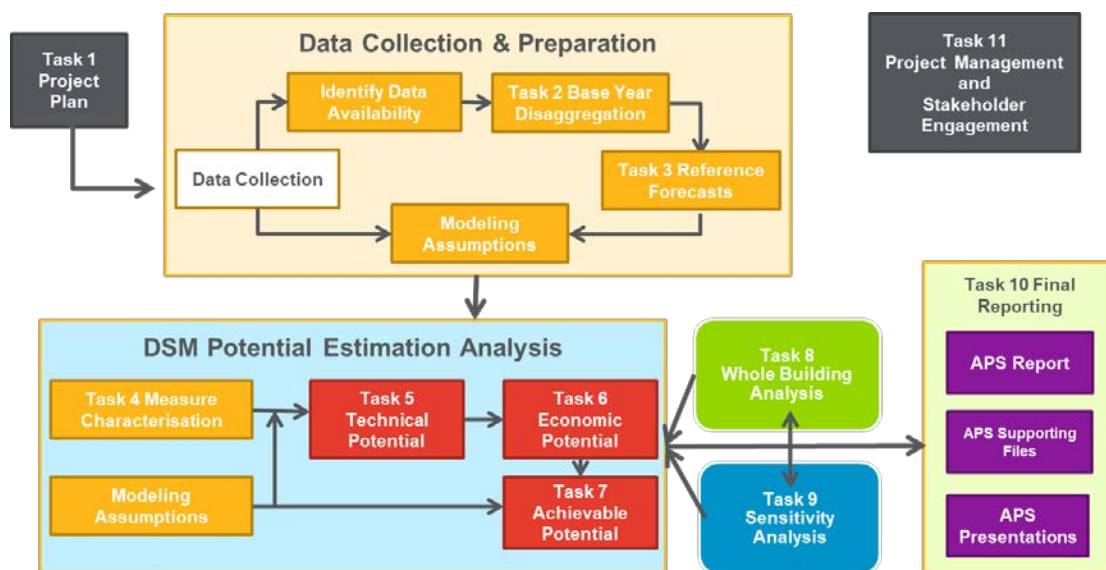 Task 1
Project
Plan
Data Collection & Preparation
Identify Data
Availability
Task 2 Base Year
Disaggregation
Data Collection
Task 3 Reference
Forecasts
Modeling
Assumptions
Task 11
Project Management
and
Stakeholder
Engagement
DSM Potential Estimation Analysis
Task 4 Measure
Characterisation
Task 5
Technical
Potential
Task 6
Economic
Potential
Modeling
Assumptions
Task 7
Achievable
Potential
Task 8
Whole Building
Analysis
Task 9
Sensitivity
Analysis
Task 10 Final
Reporting
APS Report
APS Supporting
Files
APS
Presentations